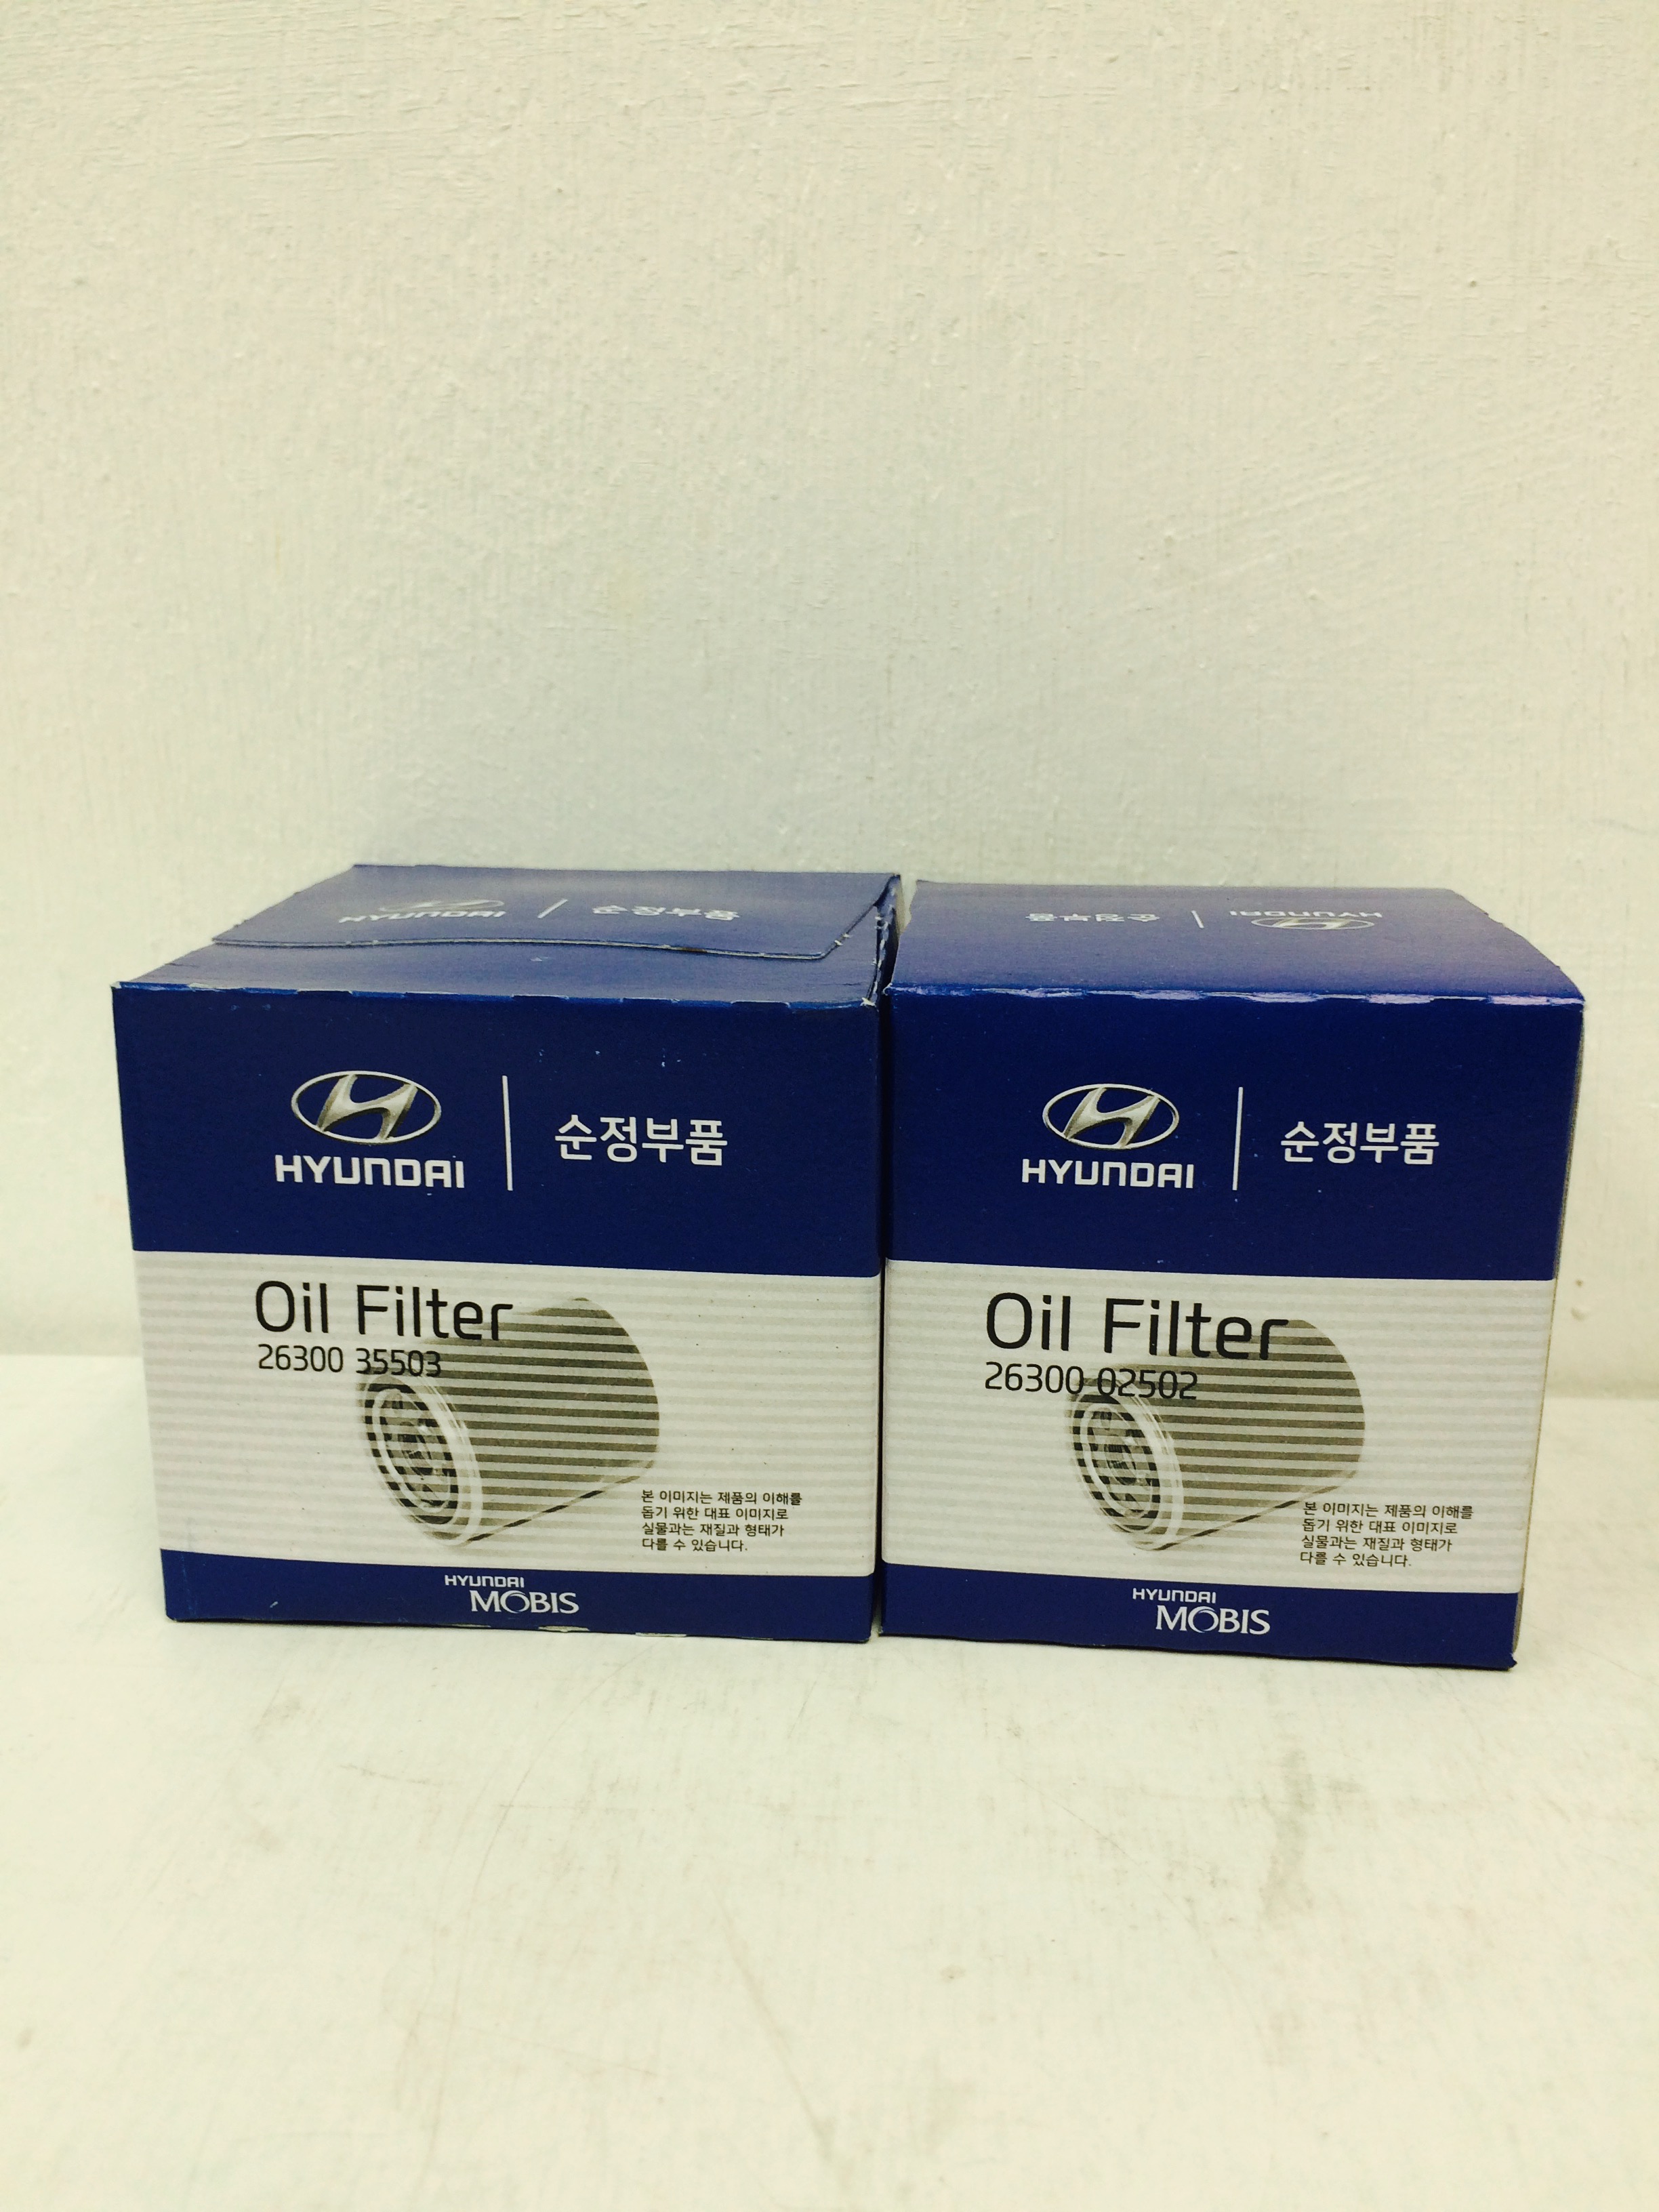 HYUNDAI 순정부품
순정부품 HYUNDAI
HYUNDAI 순정부품
Oil Filter
26300 35503
본 이미지는 제품의 이해를
돕기 위한 대표 이미지로
실물과는 재질과 형태가
다를 수 있습니다.
HYUNDAI
MOBIS
HYUNDAI 순정부품
Oil Filter
26300 02502
본 이미지는 제품의 이해를
돕기 위한 대표 이미지로
실물과는 재질과 형태가
다를 수 있습니다.
HYUNDAI
MOBIS